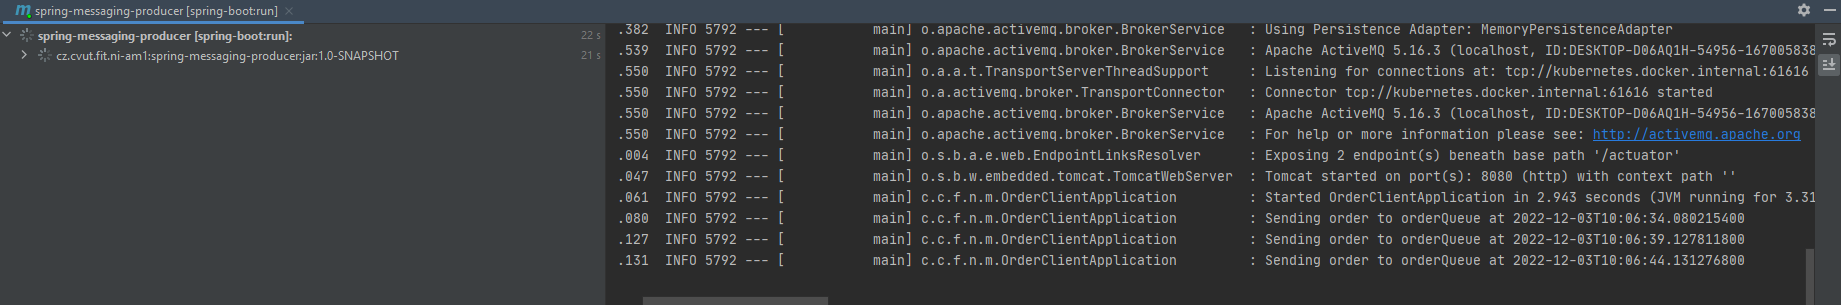 spring-messaging-producer [spring-boot:run]
spring-messaging-producer [spring-boot:run]: 22 s
cz.cvut.fit.ni-am1:spring-messaging-producer:jar:1.0-SNAPSHOT 21 s
.382  INFO 5792 --- [           main] o.apache.activemq.broker.BrokerService   : Using Persistence Adapter: MemoryPersistenceAdapter
.539  INFO 5792 --- [           main] o.apache.activemq.broker.BrokerService   : Apache ActiveMQ 5.16.3 (localhost, ID:DESKTOP-D06AQ1H-54956-167005838
.550  INFO 5792 --- [           main] o.a.a.t.TransportServerThreadSupport     : Listening for connections at: tcp://kubernetes.docker.internal:61616
.550  INFO 5792 --- [           main] o.a.activemq.broker.TransportConnector   : Connector tcp://kubernetes.docker.internal:61616 started
.550  INFO 5792 --- [           main] o.apache.activemq.broker.BrokerService   : Apache ActiveMQ 5.16.3 (localhost, ID:DESKTOP-D06AQ1H-54956-167005838
.550  INFO 5792 --- [           main] o.apache.activemq.broker.BrokerService   : For help or more information please see: http://activemq.apache.org
.004  INFO 5792 --- [           main] o.s.b.a.e.web.EndpointLinksResolver      : Exposing 2 endpoint(s) beneath base path '/actuator'
.047  INFO 5792 --- [           main] o.s.b.w.embedded.tomcat.TomcatWebServer  : Tomcat started on port(s): 8080 (http) with context path ''
.061  INFO 5792 --- [           main] c.c.f.n.m.OrderClientApplication         : Started OrderClientApplication in 2.943 seconds (JVM running for 3.31
.080  INFO 5792 --- [           main] c.c.f.n.m.OrderClientApplication         : Sending order to orderQueue at 2022-12-03T10:06:34.080215400
.127  INFO 5792 --- [           main] c.c.f.n.m.OrderClientApplication         : Sending order to orderQueue at 2022-12-03T10:06:39.127811800
.131  INFO 5792 --- [           main] c.c.f.n.m.OrderClientApplication         : Sending order to orderQueue at 2022-12-03T10:06:44.131276800